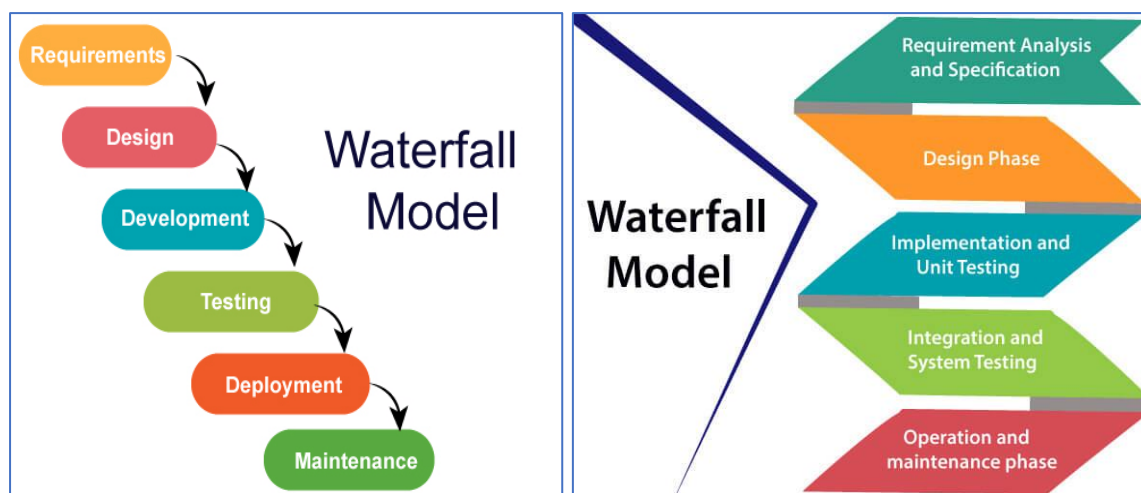 Requirements
Design
Development
Testing
Deployment
Maintenance
Waterfall
Model
Waterfall
Model
Requirement Analysis
and Specification
Design Phase
Implementation and
Unit Testing
Integration and
System Testing
Operation and
maintenance phase